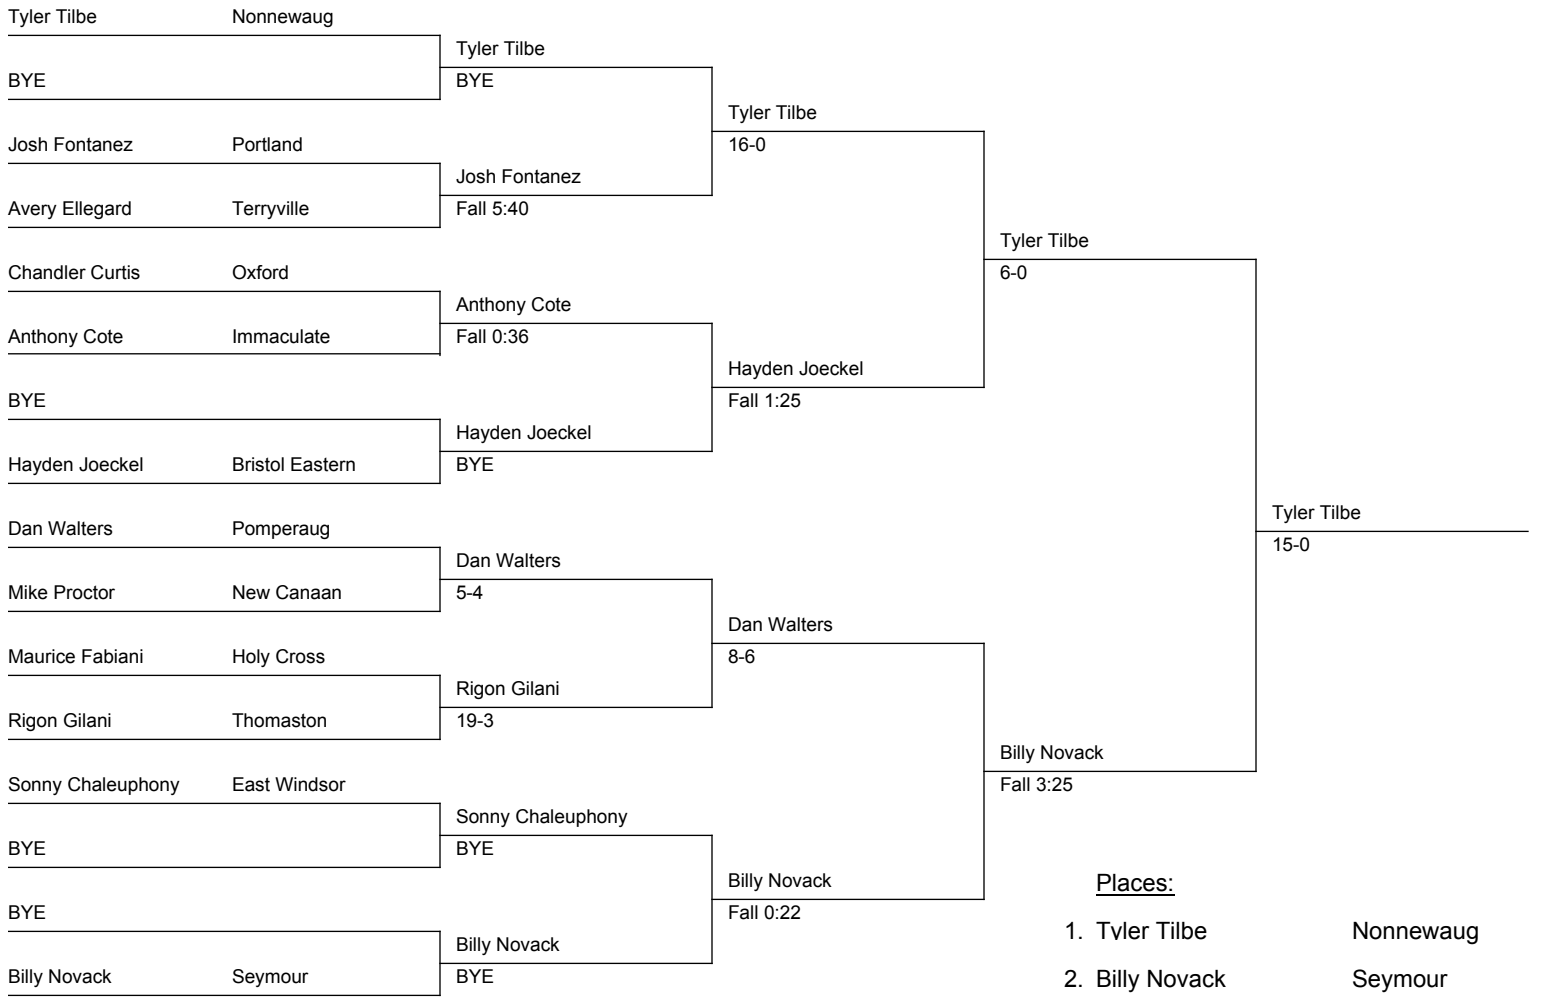 Tyler Tilbe Nonnewaug
Tyler Tilbe
BYE
BYE
Tyler Tilbe
Josh Fontanez Portland
16-0
Josh Fontanez
Avery Ellegard Terryville
Fall 5:40
Tyler Tilbe
Chandler Curtis Oxford
6-0
Anthony Cote
Anthony Cote Immaculate
Fall 0:36
Hayden Joeckel
BYE
Fall 1:25
Hayden Joeckel
Hayden Joeckel Bristol Eastern
BYE
Tyler Tilbe
Dan Walters Pomperaug
15-0
Dan Walters
Mike Proctor New Canaan
5-4
Dan Walters
Maurice Fabiani Holy Cross
8-6
Rigon Gilani
Rigon Gilani Thomaston
19-3
Billy Novack
Sonny Chaleuphony East Windsor
Fall 3:25
Sonny Chaleuphony
BYE
BYE
Billy Novack
Places:
BYE
Fall 0:22
1. Tyler Tilbe Nonnewaug
Billy Novack
Billy Novack Seymour
BYE
2. Billy Novack Seymour